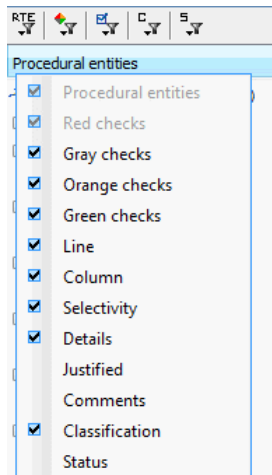 RTE C S
Procedural entities
Procedural entities
Red checks
Gray checks
Orange checks
Green checks
Line
Column
Selectivity
Details
Justified
Comments
Classification
Status